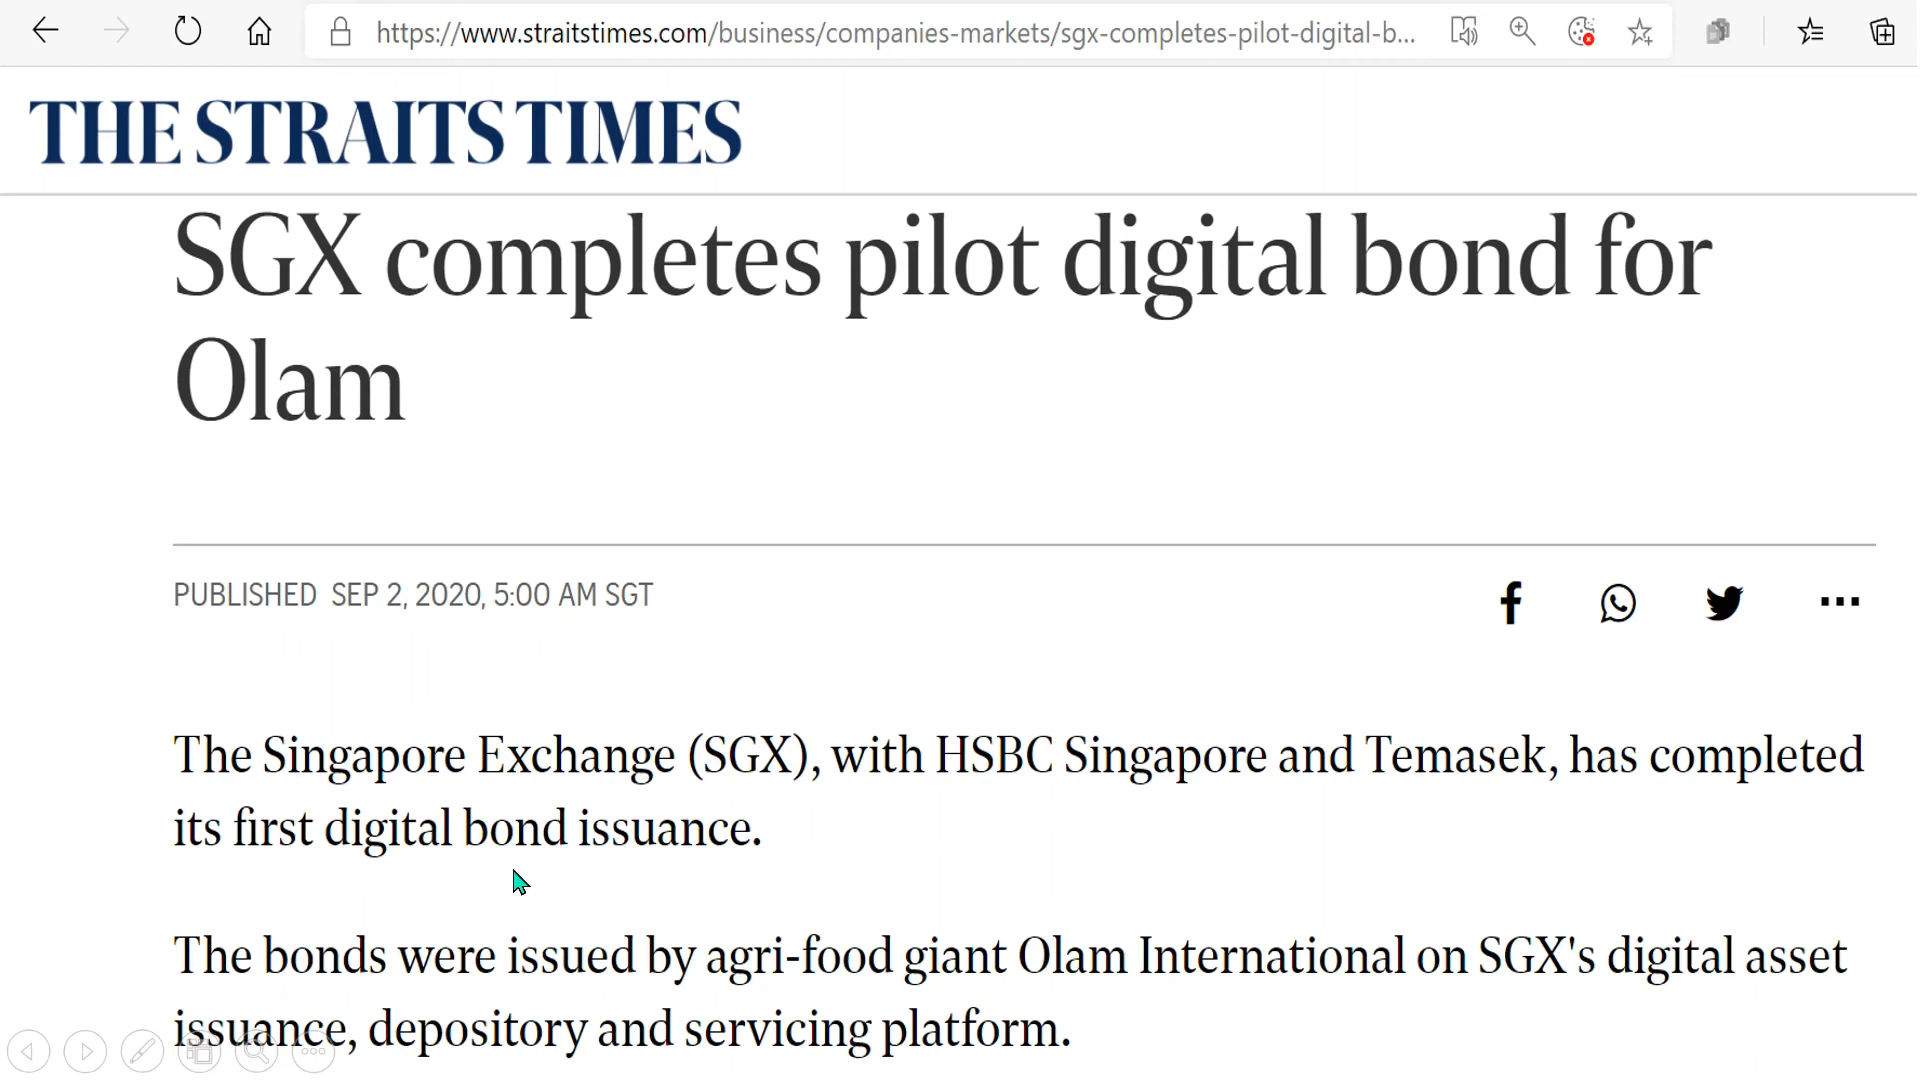 https://www.straitstimes.com/business/companies-markets/sgx-completes-pilot-digital-b...
THE STRAITS TIMES
SGX completes pilot digital bond for
Olam
PUBLISHED SEP 2, 2020, 5:00 AM SGT
The Singapore Exchange (SGX), with HSBC Singapore and Temasek, has completed
its first digital bond issuance.
The bonds were issued by agri-food giant Olam International on SGX's digital asset
issuance, depository and servicing platform.